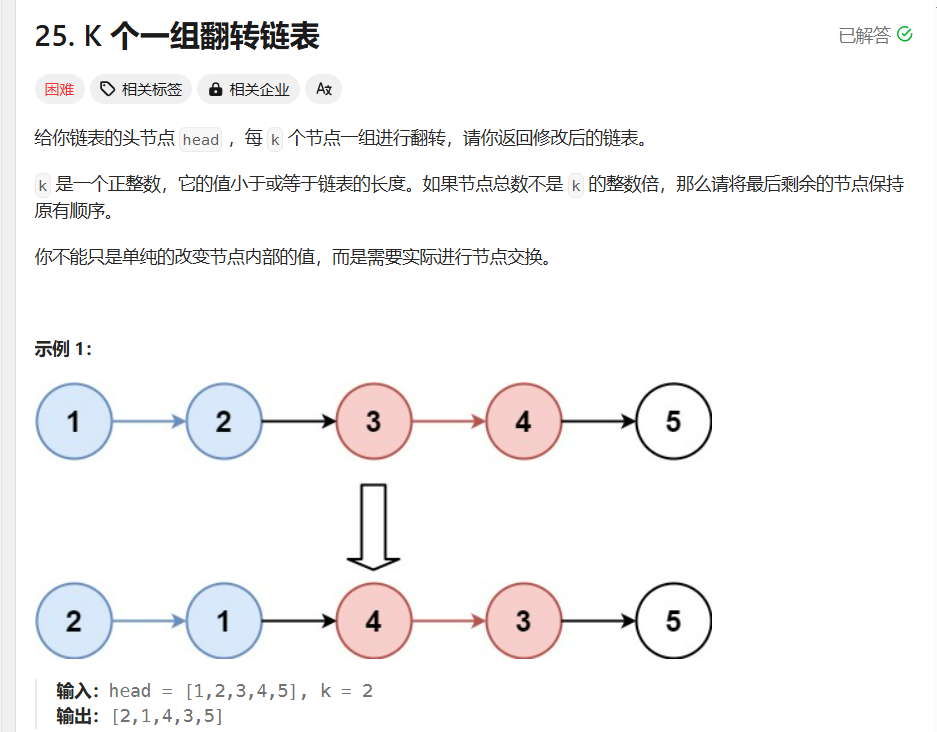 25. K 个一组翻转链表
已解答
困难 相关标签 相关企业 AX
给你链表的头节点 head ，每 k 个节点一组进行翻转，请你返回修改后的链表。
k 是一个正整数，它的值小于或等于链表的长度。如果节点总数不是 k 的整数倍，那么请将最后剩余的节点保持
原有顺序。
你不能只是单纯的改变节点内部的值，而是需要实际进行节点交换。
示例 1：
1 2 3 4 5
2 1 4 3 5
输入：head = [1,2,3,4,5], k = 2
输出：[2,1,4,3,5]